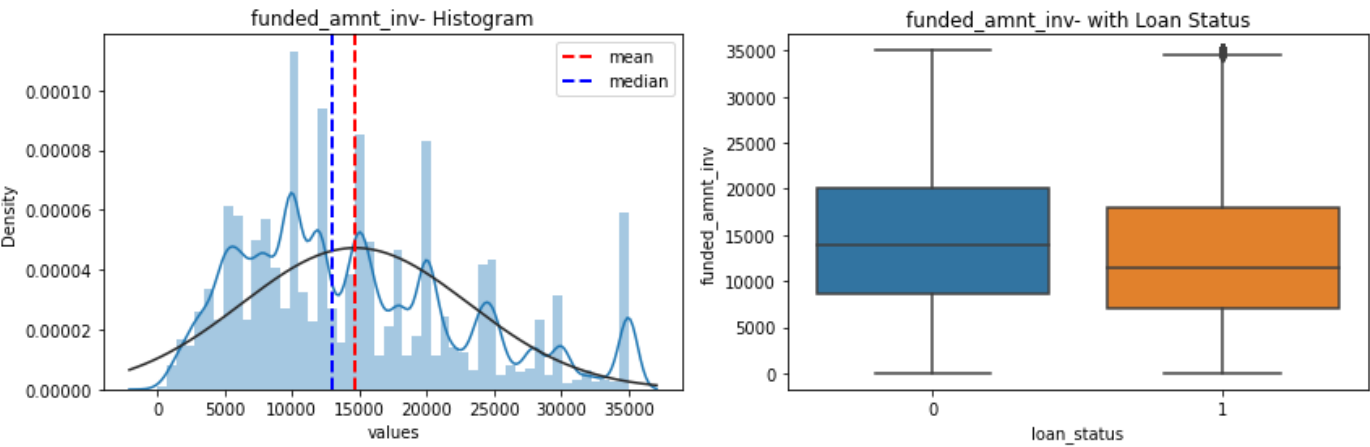 funded_amnt_inv- Histogram
mean
median
0.00010
0.00008
0.00006
0.00004
0.00002
0.00000
Density
0 5000 10000 15000 20000 25000 30000 35000
values
funded_amnt_inv- with Loan Status
35000
30000
25000
20000
15000
10000
5000
0
funded_amnt_inv
0 1
loan_status